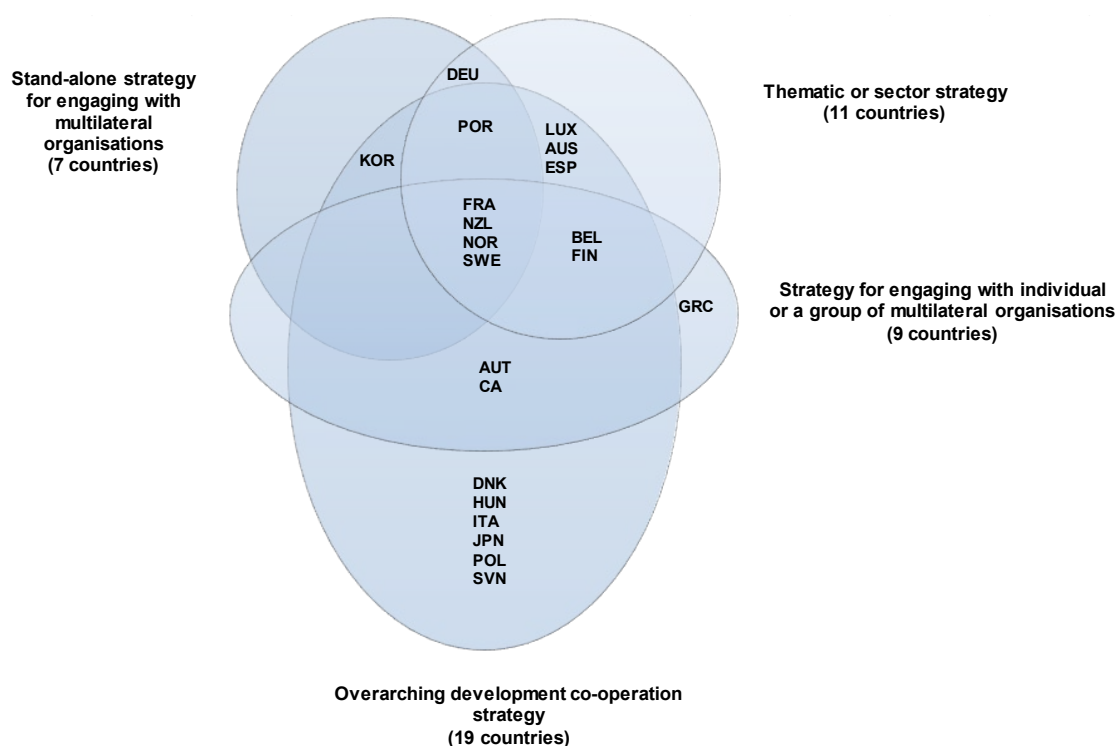 Stand-alone strategy
for engaging with
multilateral
organisations
(7 countries)
DEU
Thematic or sector strategy
(11 countries)
POR
LUX
AUS
ESP
KOR
FRA
NZL
NOR
SWE
BEL
FIN
Strategy for engaging with individual
or a group of multilateral organisations
(9 countries)
GRC
AUT
CA
DNK
HUN
ITA
JPN
POL
SVN
Overarching development co-operation
strategy
(19 countries)